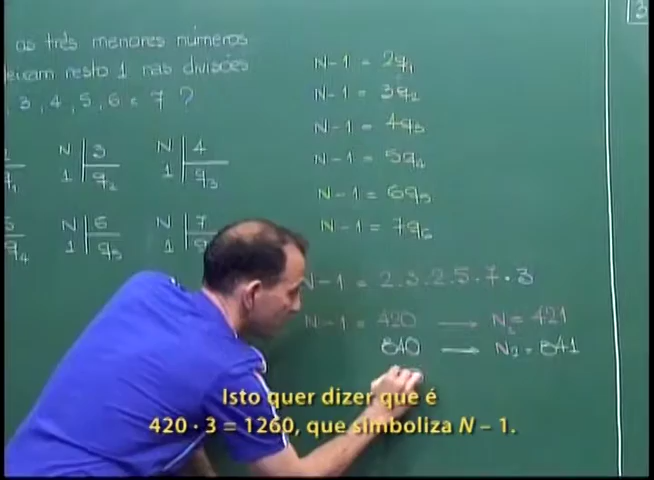 as três menores números
deixam resto 1 nas divisões
, 3, 4, 5, 6 e 7 ?
N 3 N 4
1 q₂ 1 q₃
N 6 N 7
q₄ 1 q₅ 1
N-1 = 2q₁
N-1 = 3q₂
N-1 = 4q₃
N-1 = 5q₄
N-1 = 6q₅
N-1 = 7q₆
N-1 = 2.3.2.5.7.3
N-1 = 420 → N₁ = 421
840 → N₂ = 841
Isto quer dizer que é
420 · 3 = 1260, que simboliza N – 1.